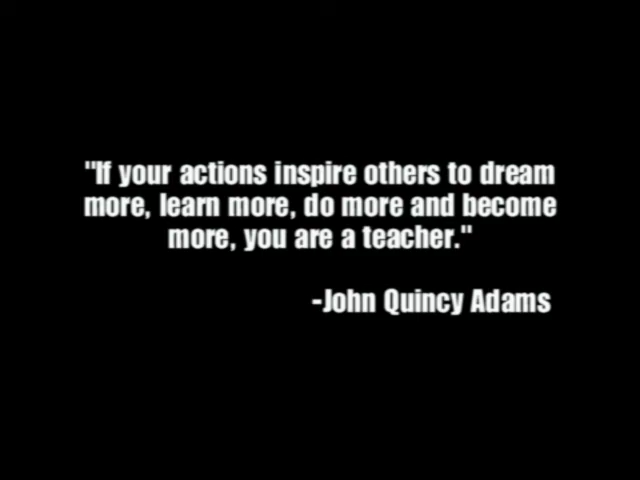 "If your actions inspire others to dream
more, learn more, do more and become
more, you are a teacher."
-John Quincy Adams